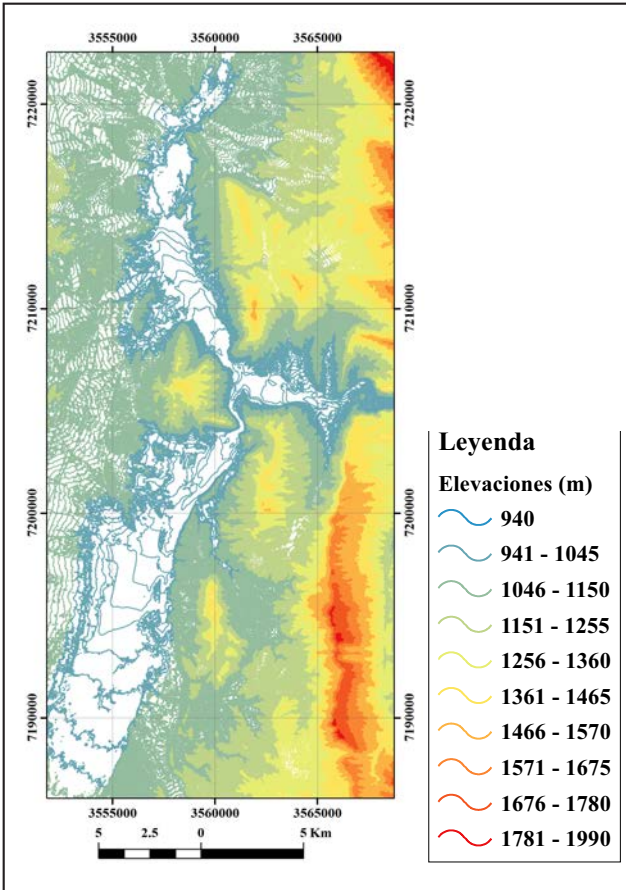 3555000 3560000 3565000
7220000 7220000
7210000 7210000
7200000 7200000
7190000 7190000
3555000 3560000 3565000
5 2.5 0 5 Km
Leyenda
Elevaciones (m)
940
941 - 1045
1046 - 1150
1151 - 1255
1256 - 1360
1361 - 1465
1466 - 1570
1571 - 1675
1676 - 1780
1781 - 1990